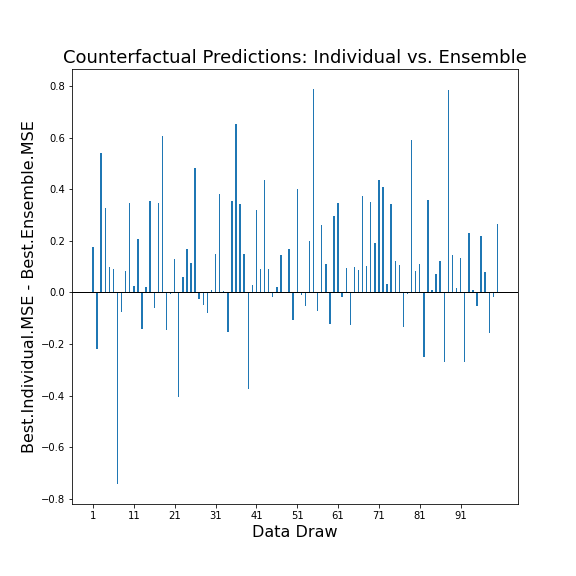 Counterfactual Predictions: Individual vs. Ensemble
Best.Individual.MSE - Best.Ensemble.MSE
0.8
0.6
0.4
0.2
0.0
−0.2
−0.4
−0.6
−0.8
1 11 21 31 41 51 61 71 81 91
Data Draw